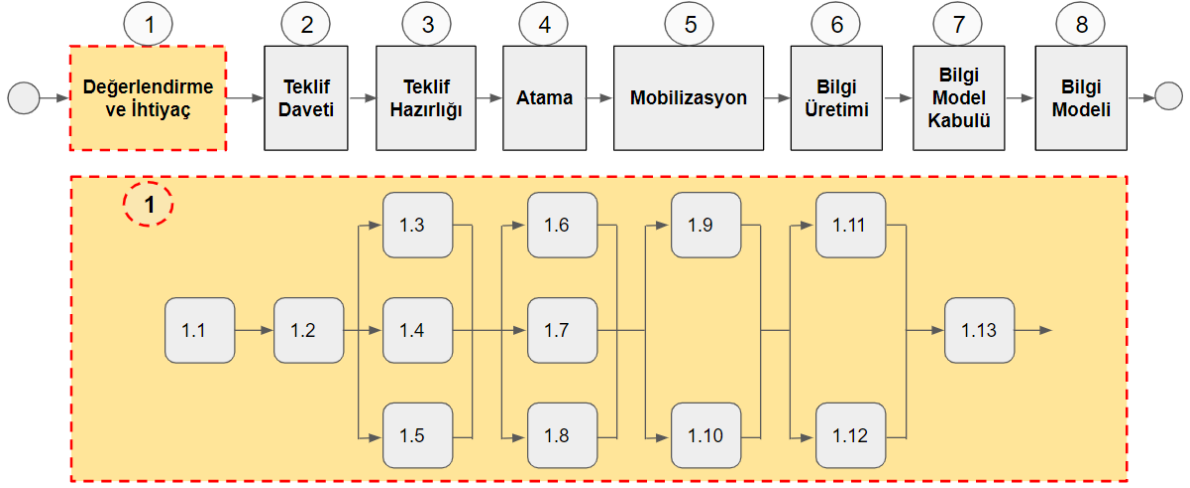 1
2
3
4
5
6
7
8
Değerlendirme
ve İhtiyaç
Teklif
Daveti
Teklif
Hazırlığı
Atama
Mobilizasyon
Bilgi
Üretimi
Bilgi
Model
Kabulü
Bilgi
Modeli
1
1.1
1.2
1.3
1.4
1.5
1.6
1.7
1.8
1.9
1.10
1.11
1.12
1.13